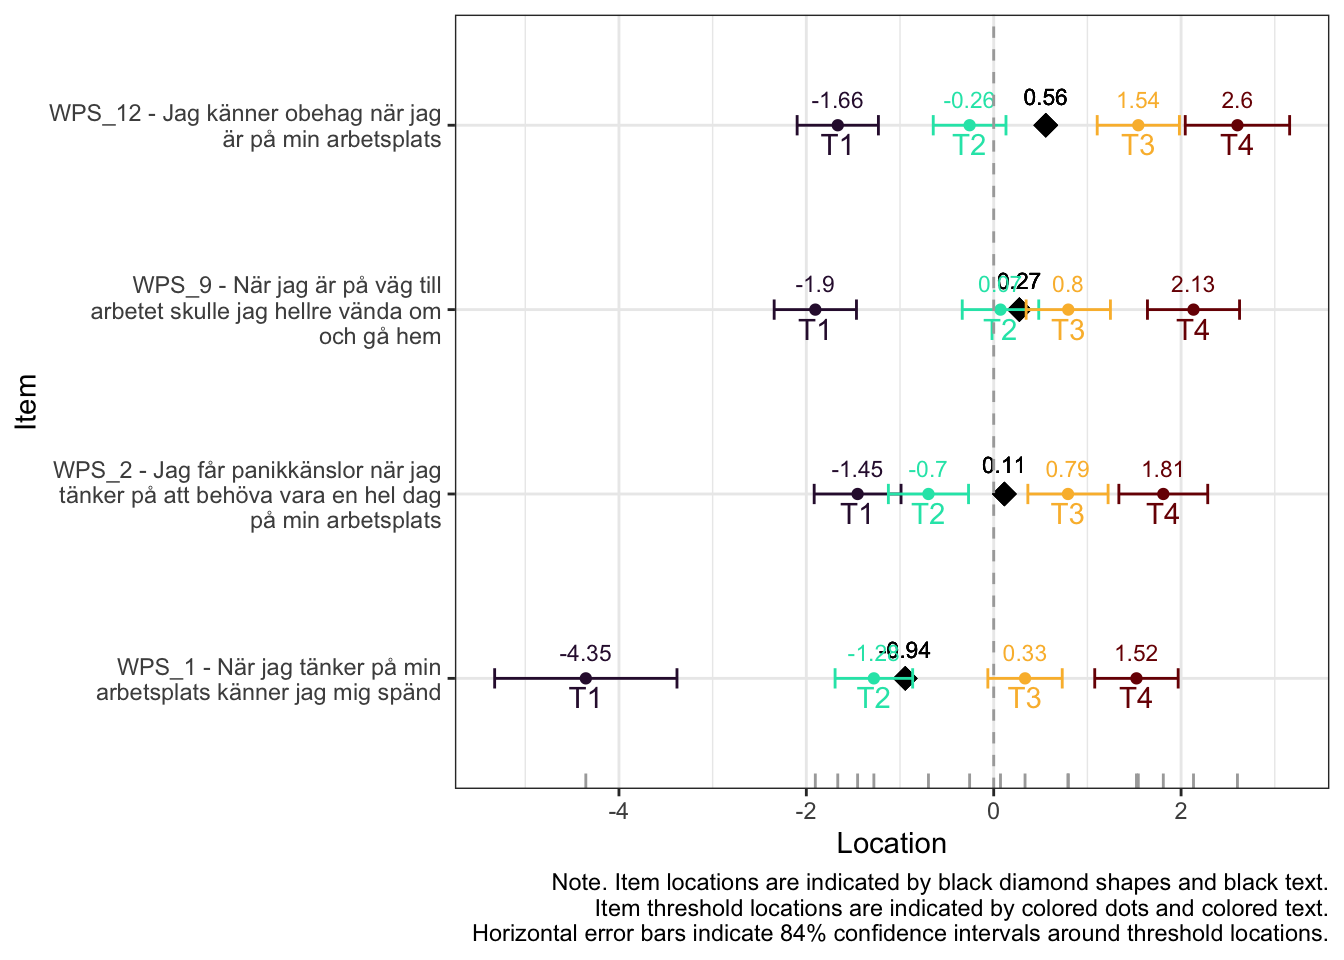 WPS_12 - Jag känner obehag när jag
är på min arbetsplats
-1.66
-0.26
0.56
1.54
2.6
T1
T2
T3
T4
WPS_9 - När jag är på väg till
arbetet skulle jag hellre vända om
och gå hem
-1.9
0.07
0.27
0.8
2.13
T1
T2
T3
T4
Item
WPS_2 - Jag får panikkänslor när jag
tänker på att behöva vara en hel dag
på min arbetsplats
-1.45
-0.7
0.11
0.79
1.81
T1
T2
T3
T4
WPS_1 - När jag tänker på min
arbetsplats känner jag mig spänd
-4.35
-1.28
-0.94
0.33
1.52
T1
T2
T3
T4
-4
-2
0
2
Location
Note. Item locations are indicated by black diamond shapes and black text.
Item threshold locations are indicated by colored dots and colored text.
Horizontal error bars indicate 84% confidence intervals around threshold locations.